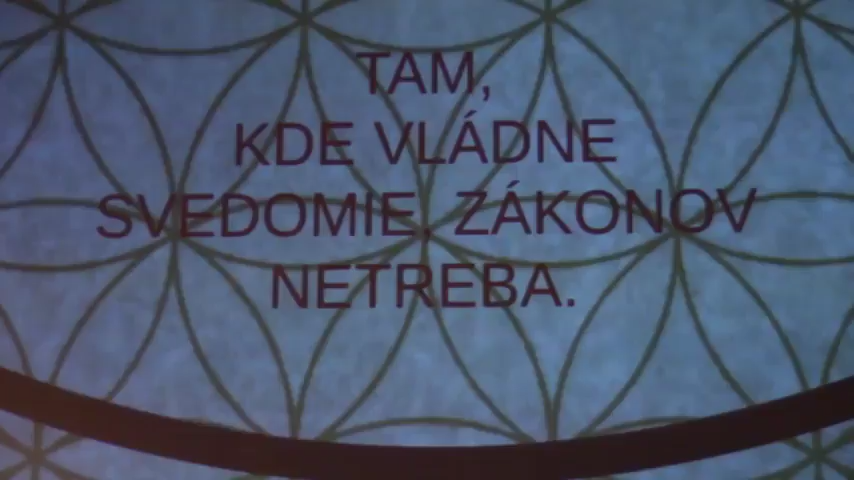 TAM,
KDE VLÁDNE
SVEDOMIE, ZÁKONOV
NETREBA.